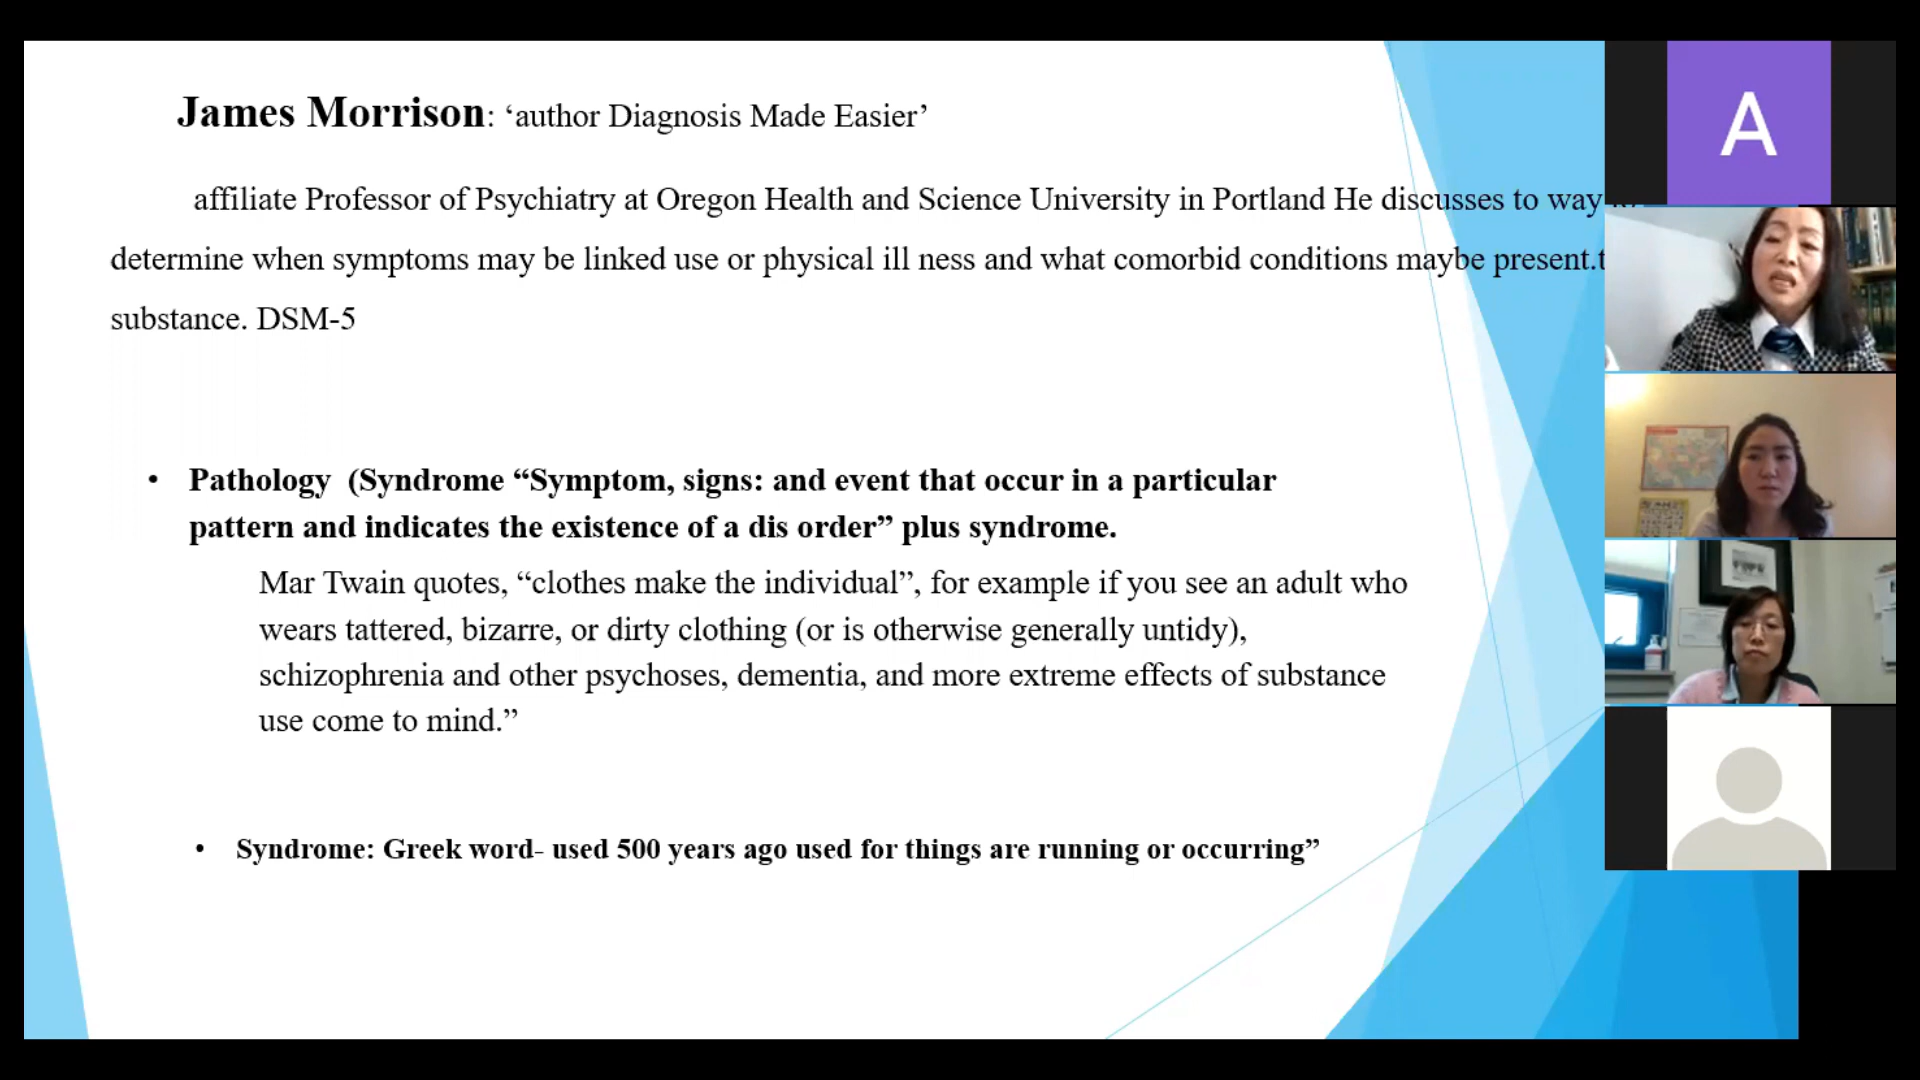 James Morrison: ‘author Diagnosis Made Easier’
affiliate Professor of Psychiatry at Oregon Health and Science University in Portland He discusses to way
determine when symptoms may be linked use or physical ill ness and what comorbid conditions maybe present.t
substance. DSM-5
• Pathology (Syndrome “Symptom, signs: and event that occur in a particular
pattern and indicates the existence of a dis order” plus syndrome.
Mar Twain quotes, “clothes make the individual”, for example if you see an adult who
wears tattered, bizarre, or dirty clothing (or is otherwise generally untidy),
schizophrenia and other psychoses, dementia, and more extreme effects of substance
use come to mind.”
• Syndrome: Greek word- used 500 years ago used for things are running or occurring”
A